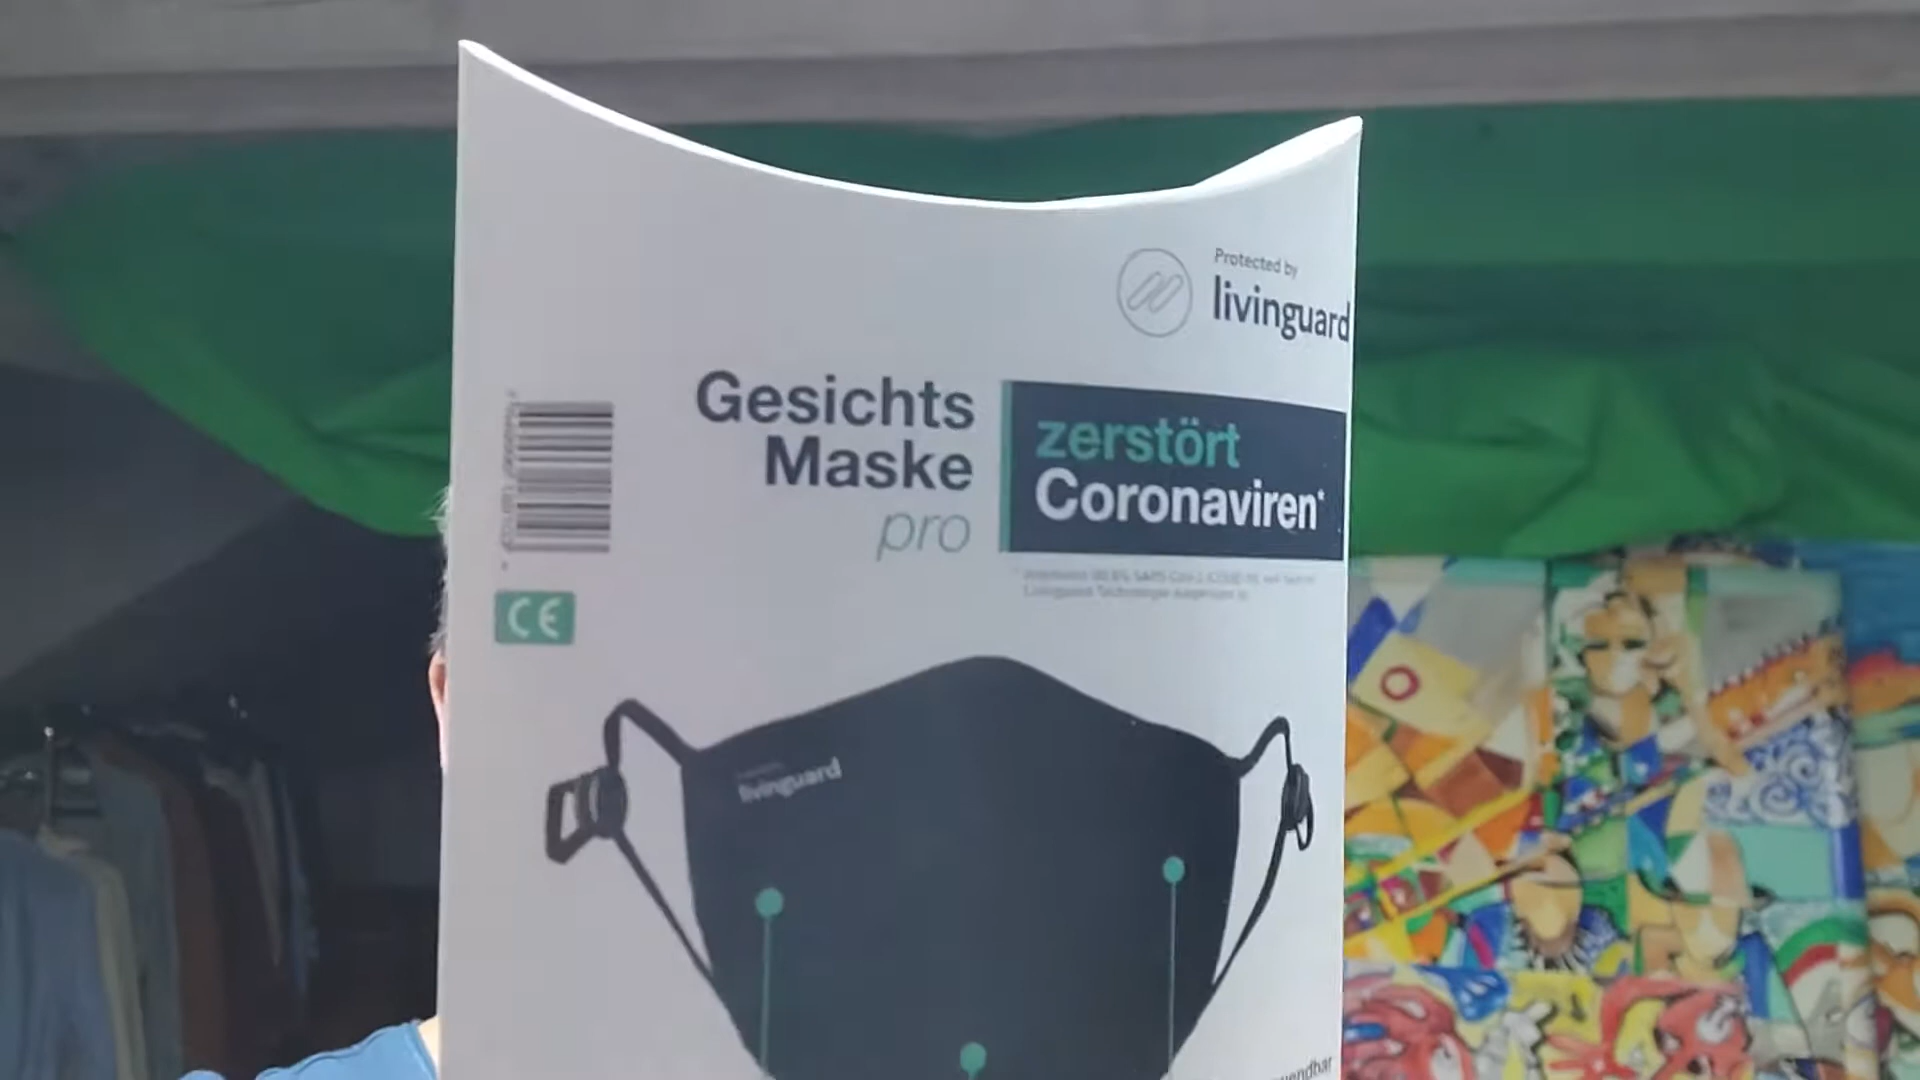 Protected by
livinguard
Gesichts
Maske
pro
zerstört
Coronaviren*
CE
livinguard